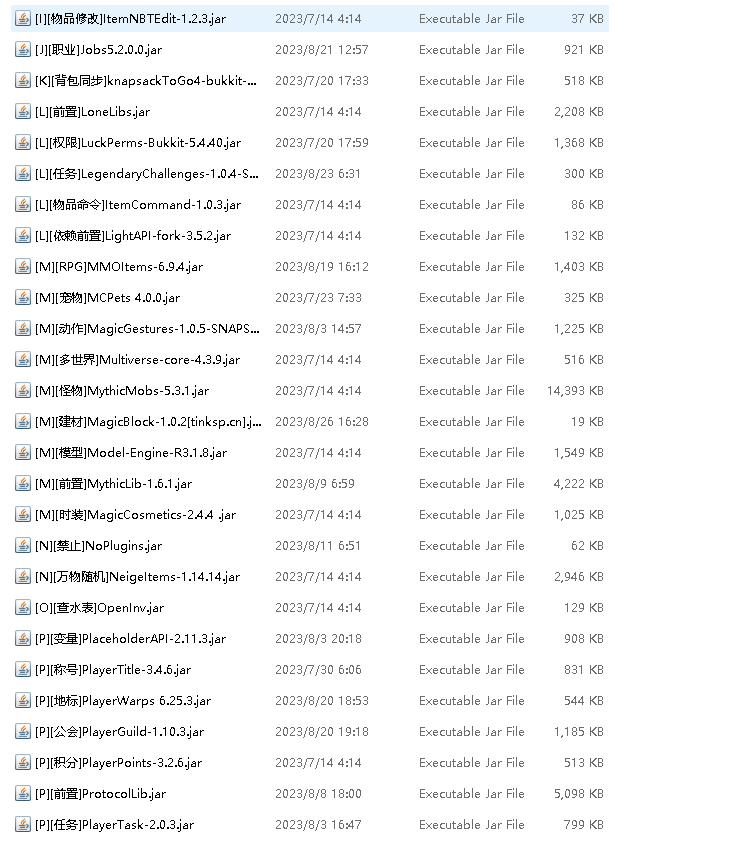 [I][物品修改]ItemNBTEdit-1.2.3.jar 2023/7/14 4:14 Executable Jar File 37 KB
[J][职业]Jobs5.2.0.0.jar 2023/8/21 12:57 Executable Jar File 921 KB
[K][背包同步]knapsackToGo4-bukkit-... 2023/7/20 17:33 Executable Jar File 518 KB
[L][前置]LoneLibs.jar 2023/7/14 4:14 Executable Jar File 2,208 KB
[L][权限]LuckPerms-Bukkit-5.4.40.jar 2023/7/20 17:59 Executable Jar File 1,368 KB
[L][任务]LegendaryChallenges-1.0.4-S... 2023/8/23 6:31 Executable Jar File 300 KB
[L][物品命令]ItemCommand-1.0.3.jar 2023/7/14 4:14 Executable Jar File 86 KB
[L][依赖前置]LightAPI-fork-3.5.2.jar 2023/7/14 4:14 Executable Jar File 132 KB
[M][RPG]MMOItems-6.9.4.jar 2023/8/19 16:12 Executable Jar File 1,403 KB
[M][宠物]MCPets 4.0.0.jar 2023/7/23 7:33 Executable Jar File 325 KB
[M][动作]MagicGestures-1.0.5-SNAPS... 2023/8/3 14:57 Executable Jar File 1,225 KB
[M][多世界]Multiverse-core-4.3.9.jar 2023/7/14 4:14 Executable Jar File 516 KB
[M][怪物]MythicMobs-5.3.1.jar 2023/7/14 4:14 Executable Jar File 14,393 KB
[M][建材]MagicBlock-1.0.2[tinksp.cn].j... 2023/8/26 16:28 Executable Jar File 19 KB
[M][模型]Model-Engine-R3.1.8.jar 2023/7/14 4:14 Executable Jar File 1,549 KB
[M][前置]MythicLib-1.6.1.jar 2023/8/9 6:59 Executable Jar File 4,222 KB
[M][时装]MagicCosmetics-2.4.4 .jar 2023/7/14 4:14 Executable Jar File 1,025 KB
[N][禁止]NoPlugins.jar 2023/8/11 6:51 Executable Jar File 62 KB
[N][万物随机]NeigeItems-1.14.14.jar 2023/7/14 4:14 Executable Jar File 2,946 KB
[O][查水表]OpenInv.jar 2023/7/14 4:14 Executable Jar File 129 KB
[P][变量]PlaceholderAPI-2.11.3.jar 2023/8/3 20:18 Executable Jar File 908 KB
[P][称号]PlayerTitle-3.4.6.jar 2023/7/30 6:06 Executable Jar File 831 KB
[P][地标]PlayerWarps 6.25.3.jar 2023/8/20 18:53 Executable Jar File 544 KB
[P][公会]PlayerGuild-1.10.3.jar 2023/8/20 19:18 Executable Jar File 1,185 KB
[P][积分]PlayerPoints-3.2.6.jar 2023/7/14 4:14 Executable Jar File 513 KB
[P][前置]ProtocolLib.jar 2023/8/8 18:00 Executable Jar File 5,098 KB
[P][任务]PlayerTask-2.0.3.jar 2023/8/3 16:47 Executable Jar File 799 KB